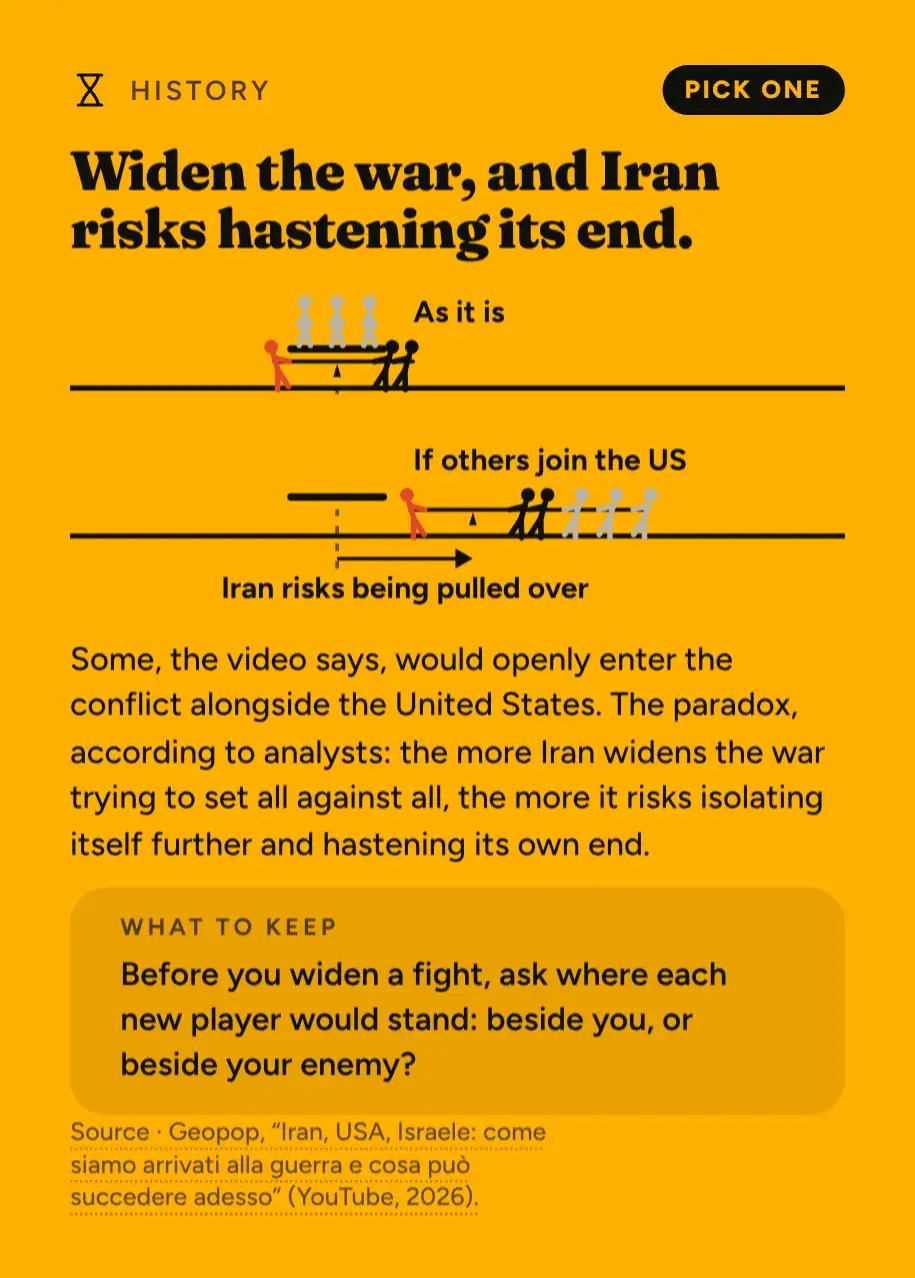 HISTORY
PICK ONE
Widen the war, and Iran
risks hastening its end.
As it is
If others join the US
Iran risks being pulled over
Some, the video says, would openly enter the
conflict alongside the United States. The paradox,
according to analysts: the more Iran widens the war
trying to set all against all, the more it risks isolating
itself further and hastening its own end.
WHAT TO KEEP
Before you widen a fight, ask where each
new player would stand: beside you, or
beside your enemy?
Source · Geopop, “Iran, USA, Israele: come
siamo arrivati alla guerra e cosa può
succedere adesso” (YouTube, 2026).